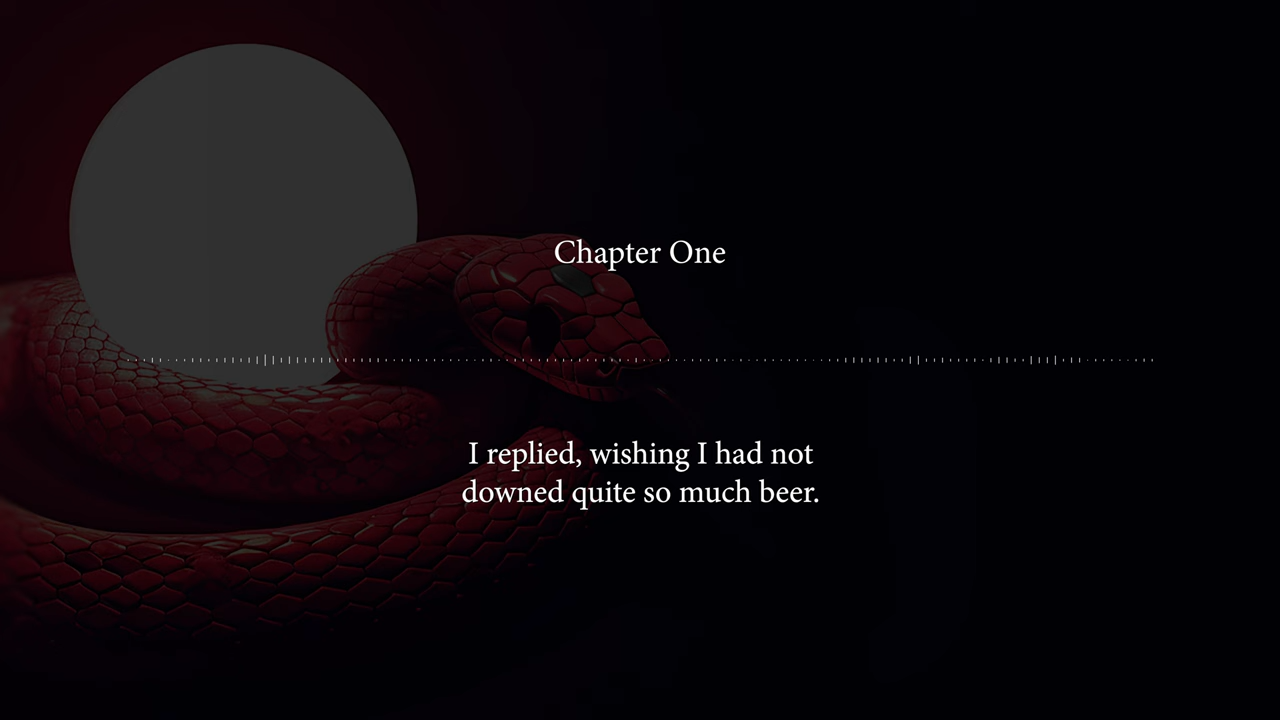 Chapter One
I replied, wishing I had not
downed quite so much beer.